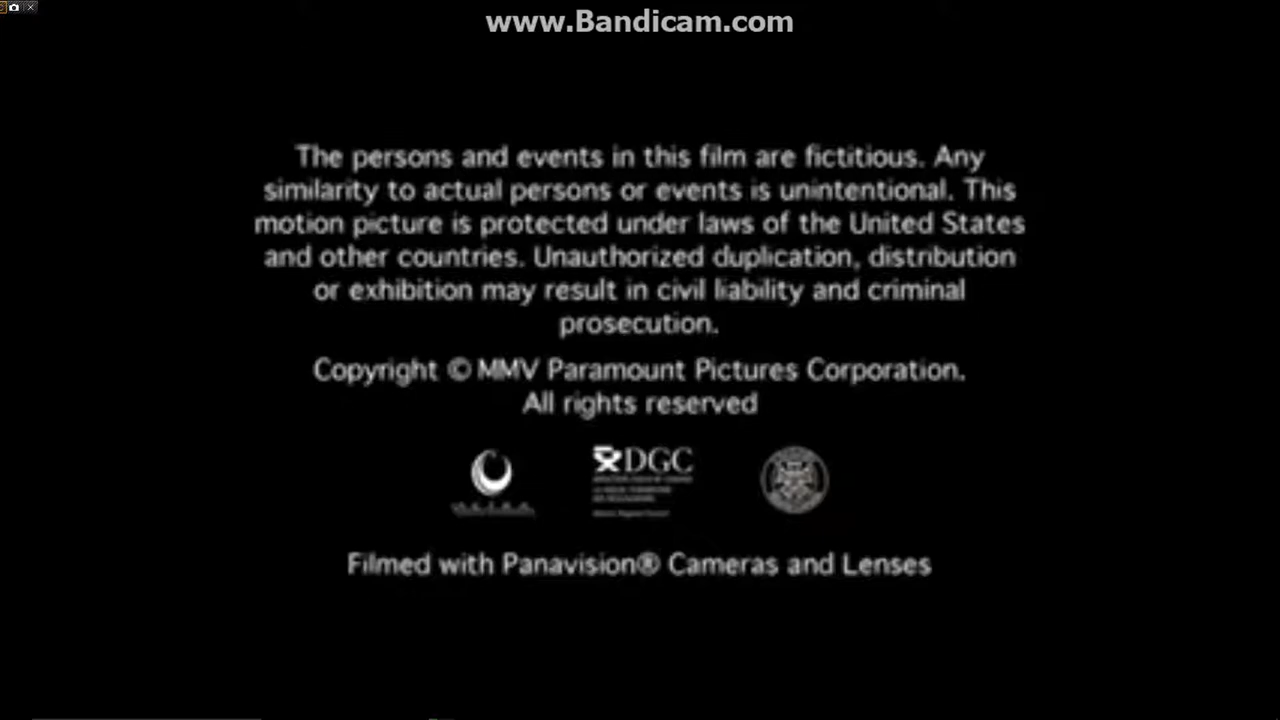 www.Bandicam.com
The persons and events in this film are fictitious. Any
similarity to actual persons or events is unintentional. This
motion picture is protected under laws of the United States
and other countries. Unauthorized duplication, distribution
or exhibition may result in civil liability and criminal
prosecution.
Copyright © MMV Paramount Pictures Corporation.
All rights reserved
DGC
Filmed with Panavision® Cameras and Lenses